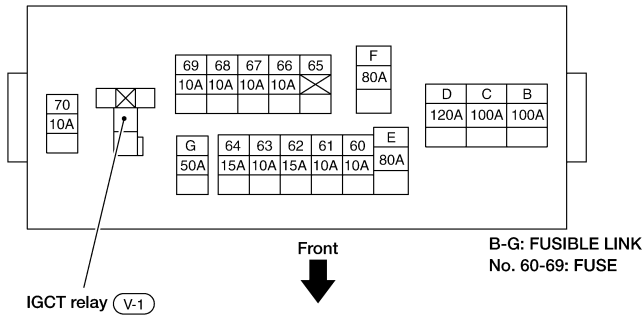 F
69 68 67 66 65
80A
10A 10A 10A 10A
D C B
120A 100A 100A
70
10A
E
G 64 63 62 61 60
80A
50A 15A 10A 15A 10A 10A
B-G: FUSIBLE LINK
No. 60-69: FUSE
Front
IGCT relay V-1